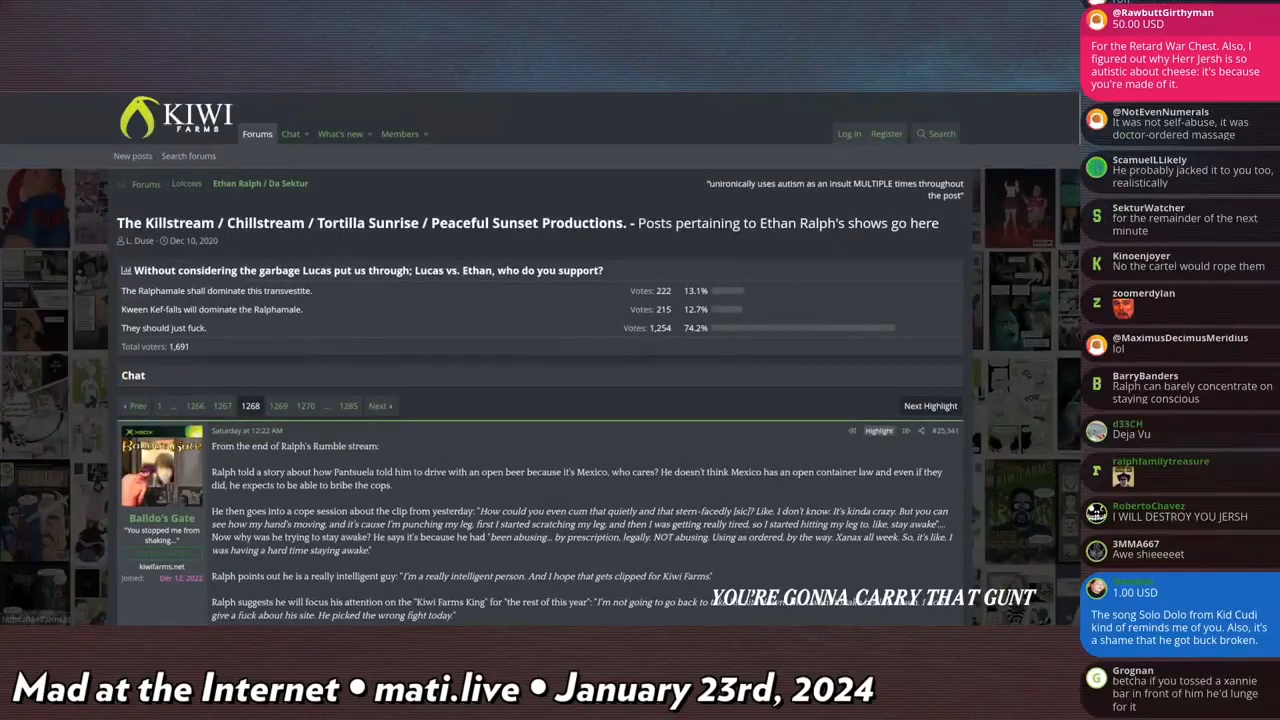 KIWI
FARMS
Forums
Chat
What's new
Members
Log in
Register
Search
New posts
Search forums
Forums
Lolcows
Ethan Ralph / Da Sektur
"unironically uses autism as an insult MULTIPLE times throughout
the post"
The Killstream / Chillstream / Tortilla Sunrise / Peaceful Sunset Productions. - Posts pertaining to Ethan Ralph's shows go here
L. Duse · Dec 10, 2020
Without considering the garbage Lucas put us through; Lucas vs. Ethan, who do you support?
The Ralphamale shall dominate this transvestite. Votes: 222 13.1%
Kween Kef-falls will dominate the Ralphamale. Votes: 215 12.7%
They should just fuck. Votes: 1,254 74.2%
Total voters: 1,691
Chat
Prev 1 ... 1266 1267 1268 1269 1270 ... 1285 Next
Next Highlight
XBOX
Balldo's Gate
"You stopped me from
shaking..."
kiwifarms.net
Joined: Dec 12, 2022
Saturday at 12:22 AM
Highlight
#25,341
From the end of Ralph's Rumble stream:
Ralph told a story about how Pantsuela told him to drive with an open beer because it's Mexico, who cares? He doesn't think Mexico has an open container law and even if they
did, he expects to be able to bribe the cops.
He then goes into a cope session about the clip from yesterday: "How could you even cum that quietly and that stern-facedly [sic]? Like, I don't know. It's kinda crazy. But you can
see how my hand's moving, and it's cause I'm punching my leg, first I started scratching my leg, and then I was getting really tired, so I started hitting my leg to, like, stay awake"....
Now why was he trying to stay awake? He says it's because he had "been abusing... by prescription, legally. NOT abusing. Using as ordered, by the way. Xanax all week. So, it's like, I
was having a hard time staying awake."
Ralph points out he is a really intelligent guy: "I'm a really intelligent person. And I hope that gets clipped for Kiwi Farms."
Ralph suggests he will focus his attention on the "Kiwi Farms King" for "the rest of this year": "I'm not going to go back to
give a fuck about his site. He picked the wrong fight today."
YOU'RE GONNA CARRY THAT GUNT
Mad at the Internet • mati.live • January 23rd, 2024
@RawbuttGirthyman
50.00 USD
For the Retard War Chest. Also, I
figured out why Herr Jersh is so
autistic about cheese: it's because
you're made of it.
@NotEvenNumerals
It was not self-abuse, it was
doctor-ordered massage
ScamuelLLikely
He probably jacked it to you too,
realistically
S
SekturWatcher
for the remainder of the next
minute
K
Kinoenjoyer
No the cartel would rope them
z
zoomerdylan
@MaximusDecimusMeridius
lol
B
BarryBanders
Ralph can barely concentrate on
staying conscious
d33CH
Deja Vu
r
ralphfamilytreasure
RobertoChavez
I WILL DESTROY YOU JERSH
3MMA667
Awe shieeeeet
1.00 USD
The song Solo Dolo from Kid Cudi
kind of reminds me of you. Also, it's
a shame that he got buck broken.
G
Grognan
betcha if you tossed a xannie
bar in front of him he'd lunge
for it